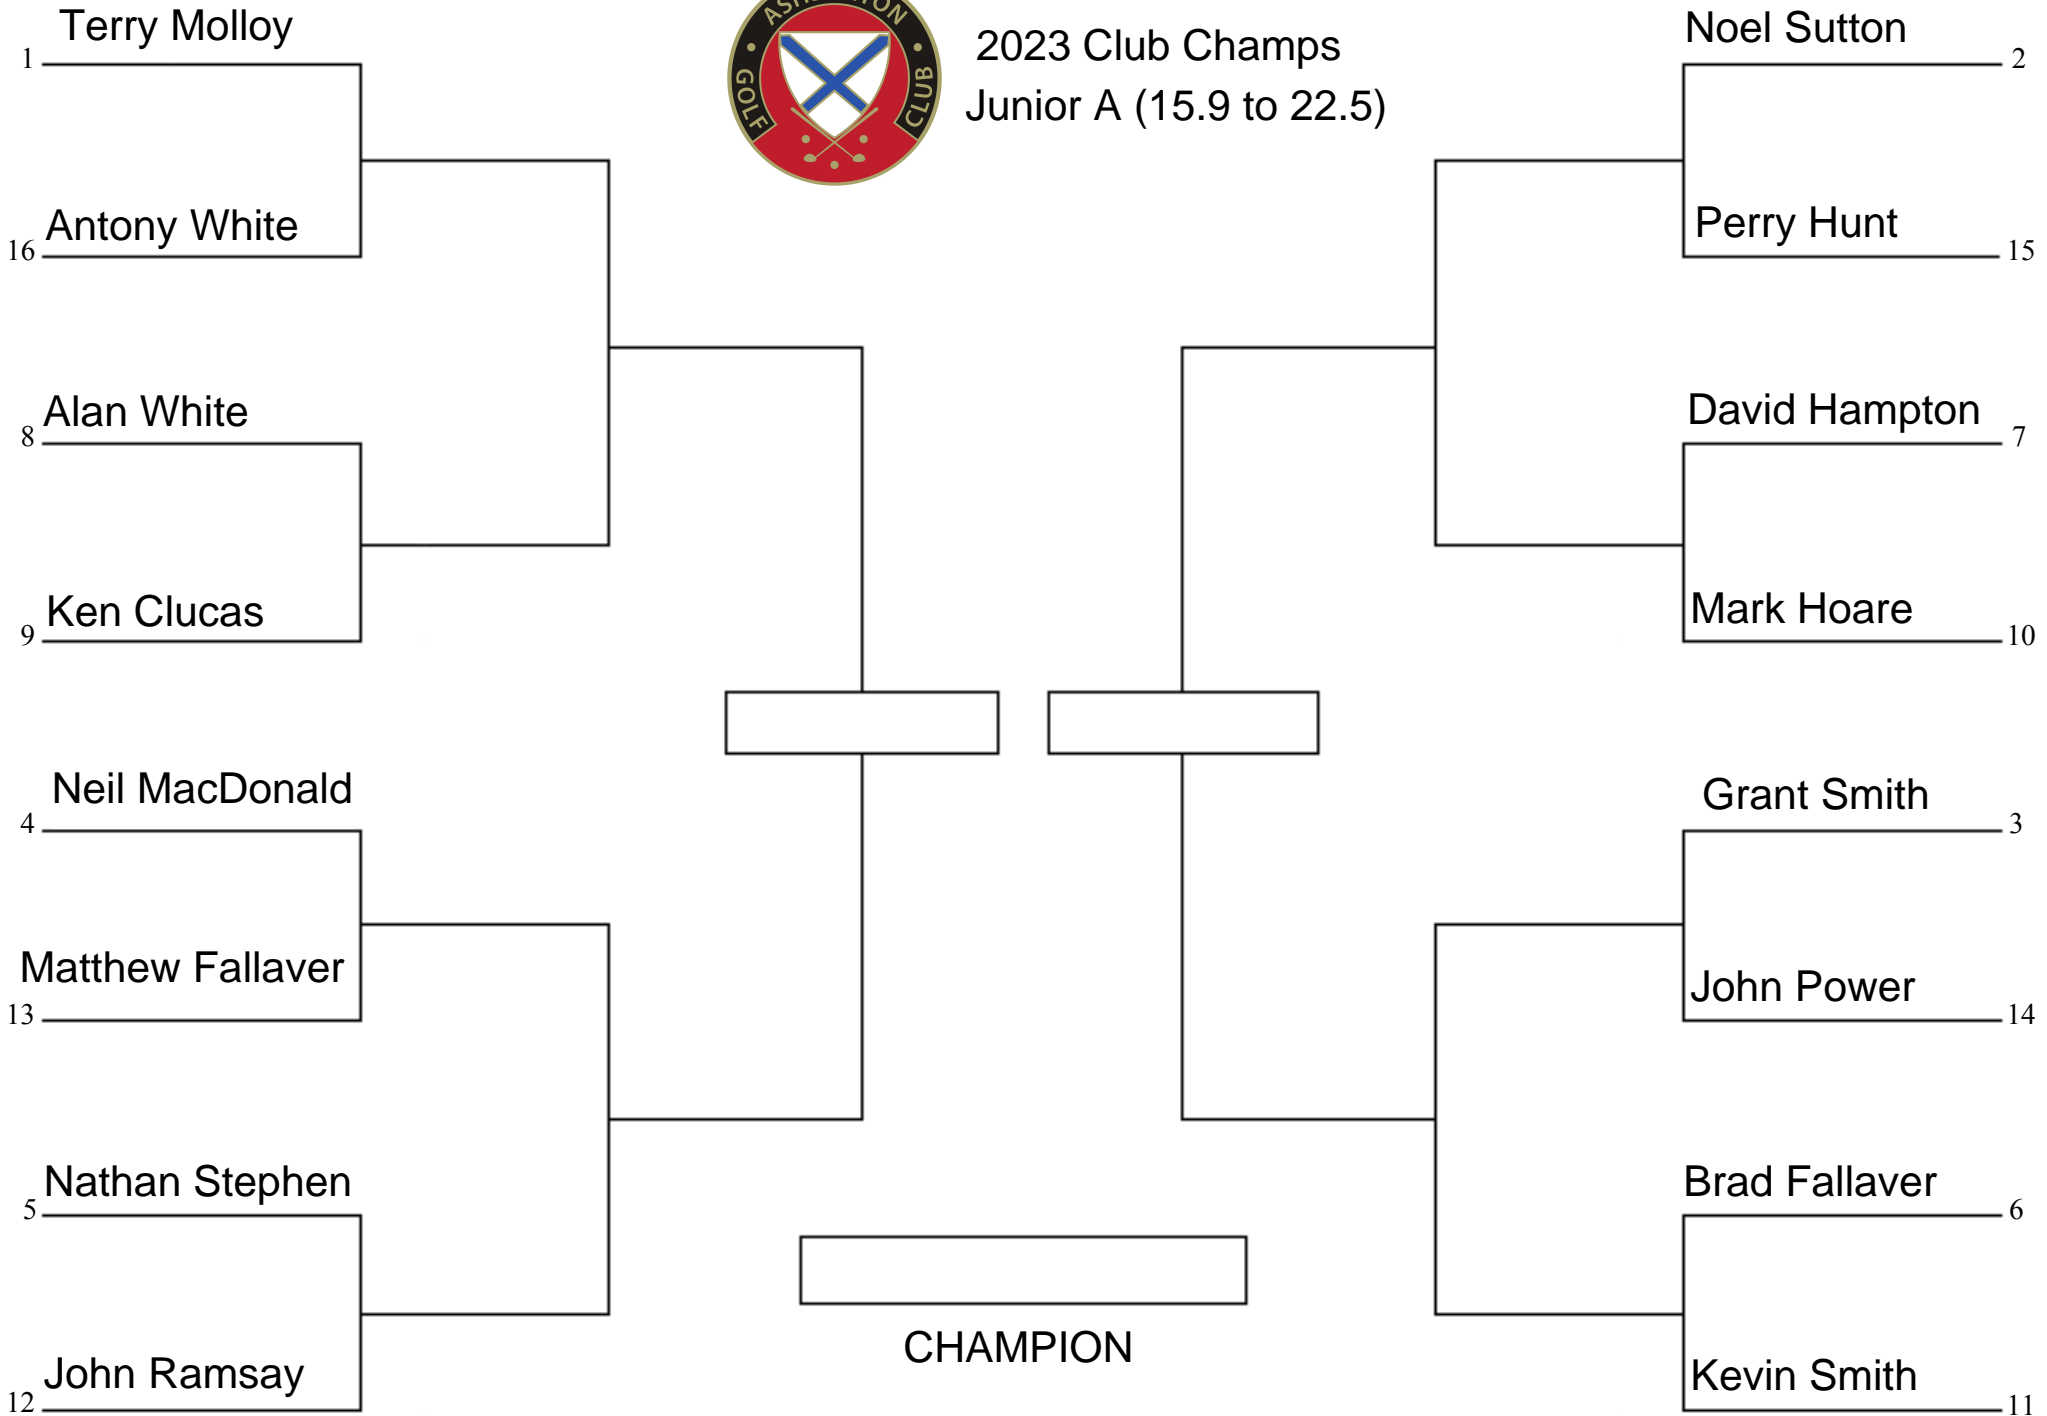 2023 Club Champs
Junior A (15.9 to 22.5)
GOLF
CLUB
Terry Molloy
1
Antony White
16
Alan White
8
Ken Clucas
9
Neil MacDonald
4
Matthew Fallaver
13
Nathan Stephen
5
John Ramsay
12
Noel Sutton
2
Perry Hunt
15
David Hampton
7
Mark Hoare
10
Grant Smith
3
John Power
14
Brad Fallaver
6
Kevin Smith
11
CHAMPION